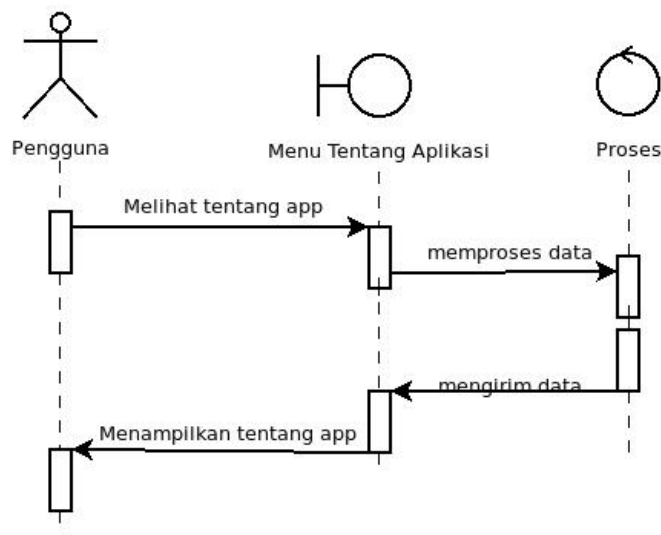 Pengguna
Menu Tentang Aplikasi
Proses
Melihat tentang app
memproses data
mengirim data
Menampilkan tentang app